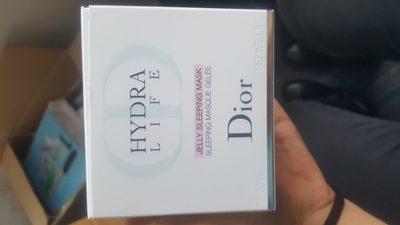 HYDRA
LIFE
JELLY SLEEPING MASK
SLEEPING MASQUE GELÉE
Dior